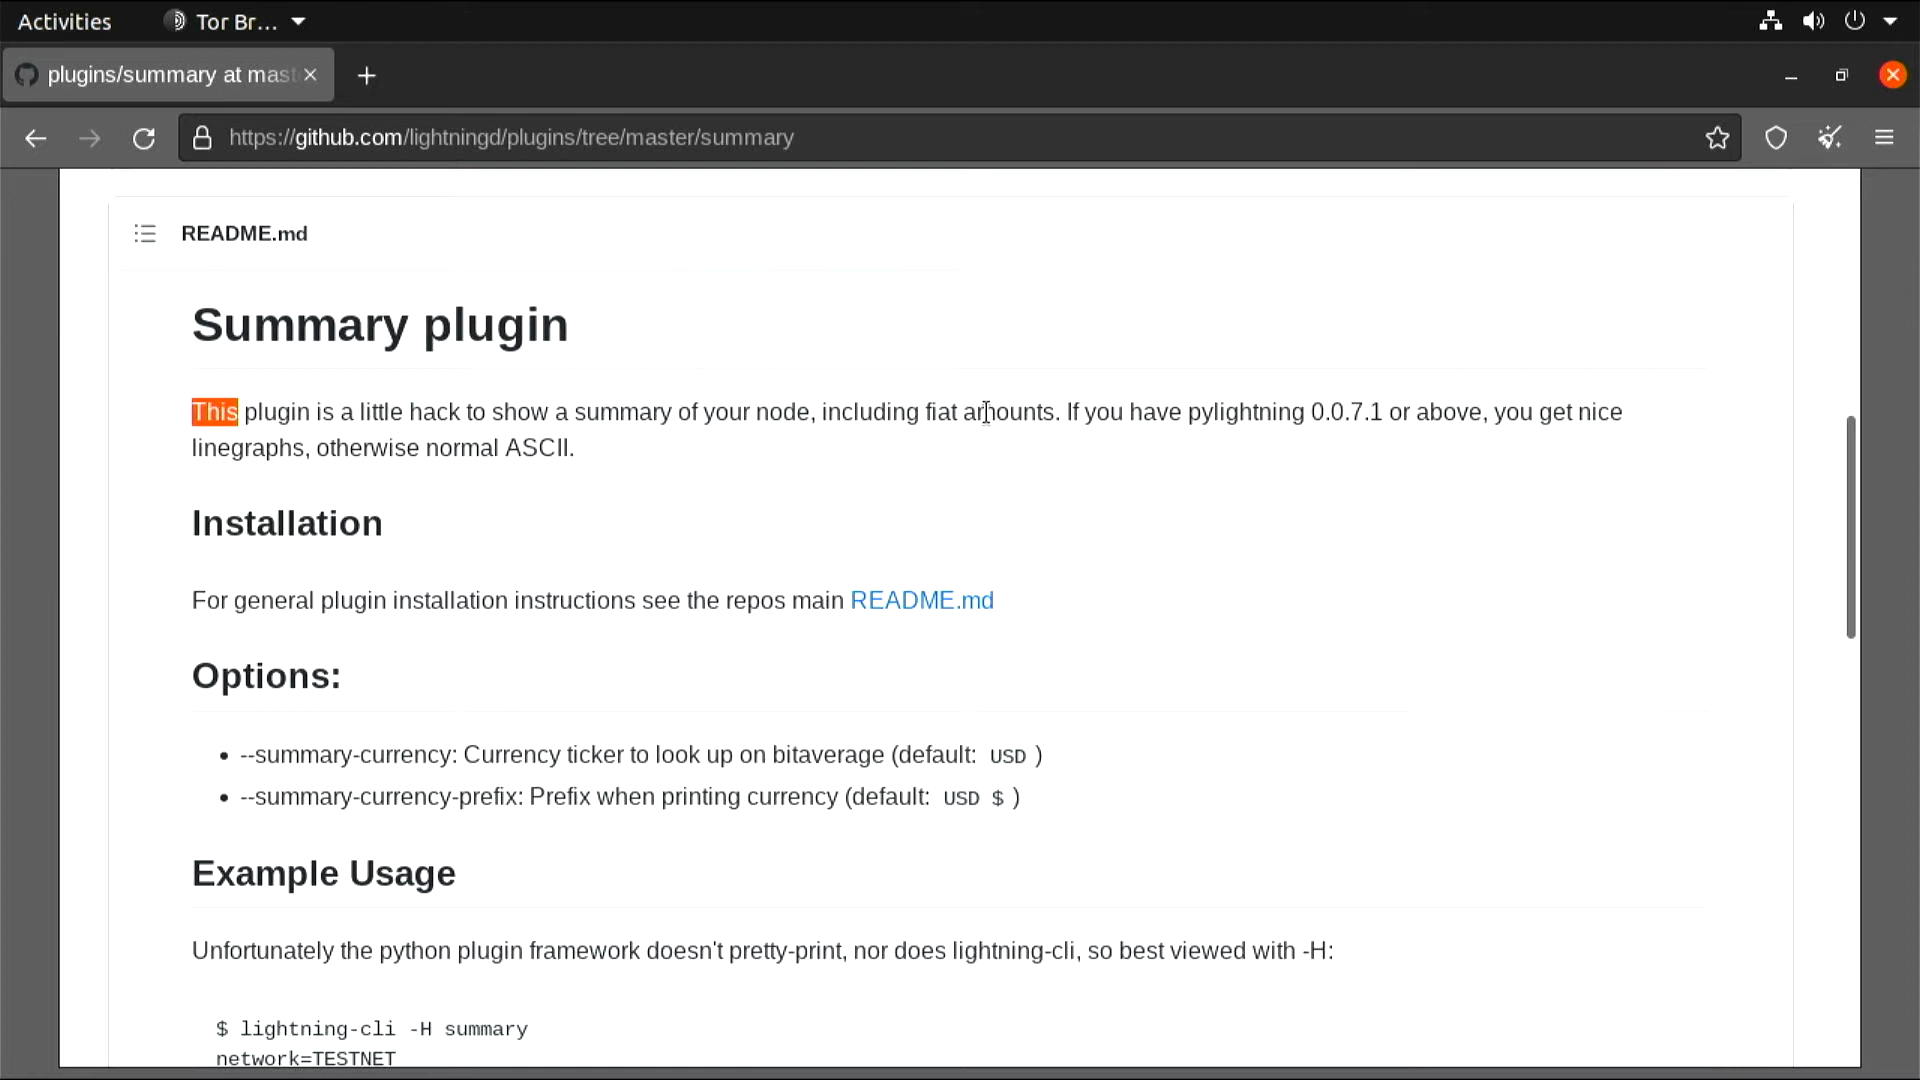 Activities
Tor Br...
plugins/summary at mast
https://github.com/lightningd/plugins/tree/master/summary
README.md
Summary plugin
This plugin is a little hack to show a summary of your node, including fiat amounts. If you have pylightning 0.0.7.1 or above, you get nice
linegraphs, otherwise normal ASCII.
Installation
For general plugin installation instructions see the repos main README.md
Options:
• --summary-currency: Currency ticker to look up on bitaverage (default: USD )
• --summary-currency-prefix: Prefix when printing currency (default: USD $ )
Example Usage
Unfortunately the python plugin framework doesn't pretty-print, nor does lightning-cli, so best viewed with -H:
$ lightning-cli -H summary
network=TESTNET